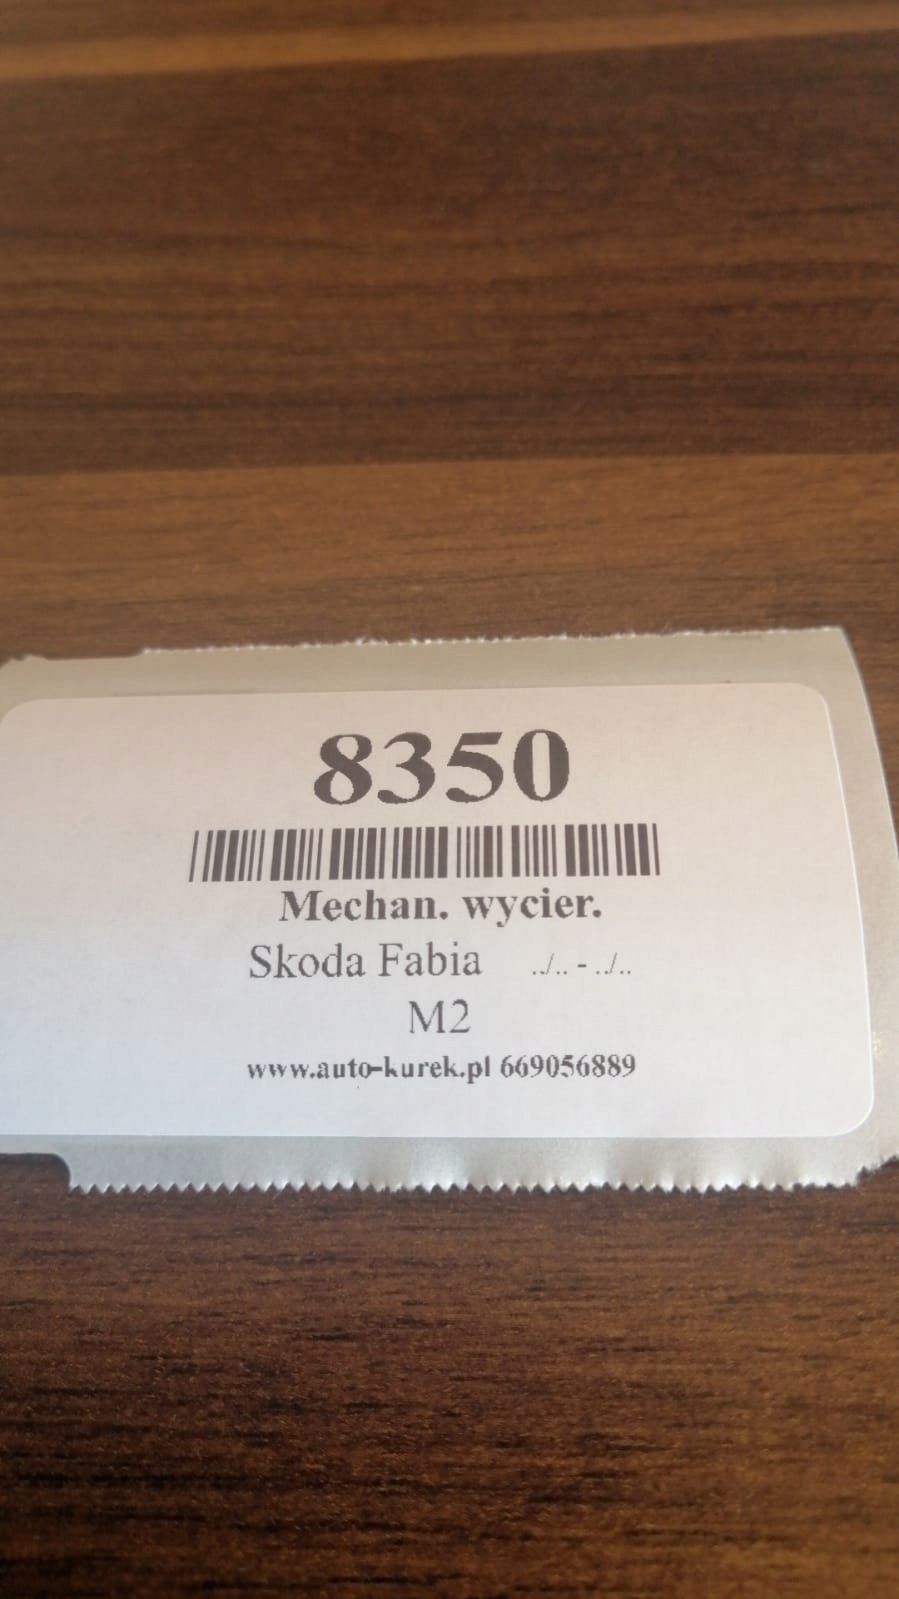 8350
Mechan. wycier.
Skoda Fabia ../.. - ../..
M2
www.auto-kurek.pl 669056889